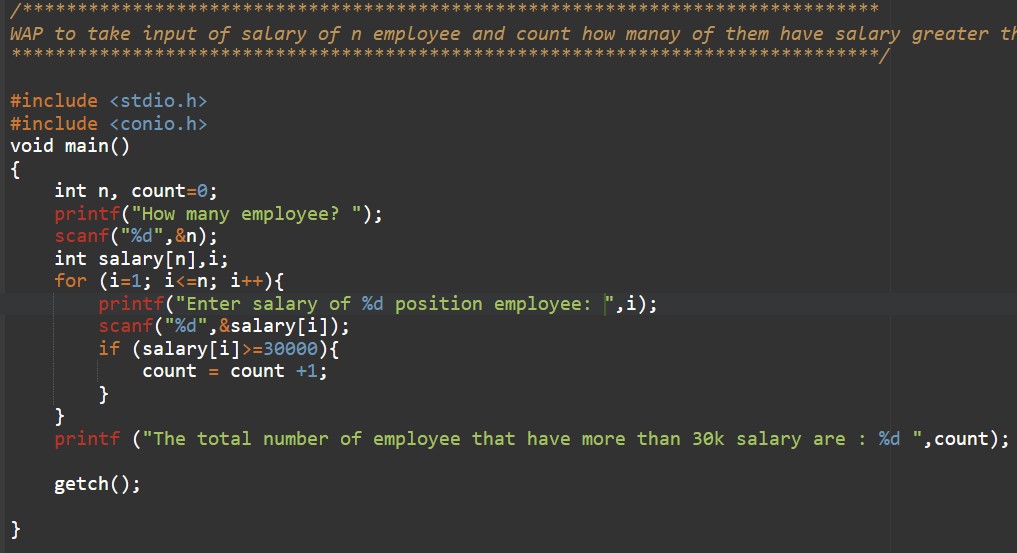 /******************************************************************************
WAP to take input of salary of n employee and count how manay of them have salary greater
******************************************************************************/
#include <stdio.h>
#include <conio.h>
void main()
{
int n, count=0;
printf("How many employee? ");
scanf("%d",&n);
int salary[n],i;
for (i=1; i<=n; i++){
printf("Enter salary of %d position employee: ",i);
scanf("%d",&salary[i]);
if (salary[i]>=30000){
count = count +1;
}
}
printf ("The total number of employee that have more than 30k salary are : %d ",count);
getch();
}